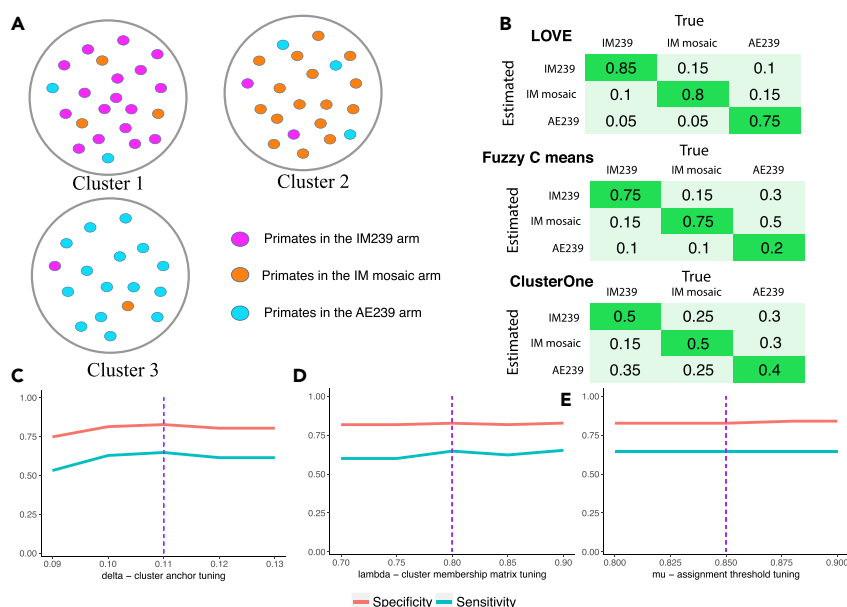 A
Cluster 1
Cluster 2
Cluster 3
Primates in the IM239 arm
Primates in the IM mosaic arm
Primates in the AE239 arm
B
LOVE
True
IM239 IM mosaic AE239
Estimated
IM239 0.85 0.15 0.1
IM mosaic 0.1 0.8 0.15
AE239 0.05 0.05 0.75
Fuzzy C means
True
IM239 IM mosaic AE239
Estimated
IM239 0.75 0.15 0.3
IM mosaic 0.15 0.75 0.5
AE239 0.1 0.1 0.2
ClusterOne
True
IM239 IM mosaic AE239
Estimated
IM239 0.5 0.25 0.3
IM mosaic 0.15 0.5 0.3
AE239 0.35 0.25 0.4
C
1.00
0.75
0.50
0.25
0.00
0.09 0.10 0.11 0.12 0.13
delta − cluster anchor tuning
D
1.00
0.75
0.50
0.25
0.00
0.70 0.75 0.80 0.85 0.90
lambda − cluster membership matrix tuning
E
1.00
0.75
0.50
0.25
0.00
0.800 0.825 0.850 0.875 0.900
mu − assignment threshold tuning
Specificity Sensitivity